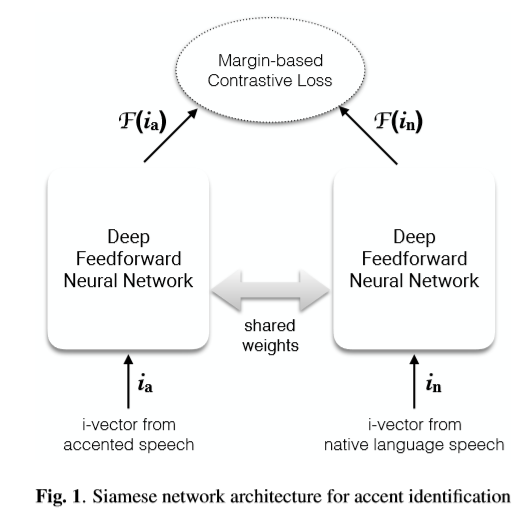 Margin-based
Contrastive Loss
ℱ(iₐ)
ℱ(iₙ)
Deep
Feedforward
Neural Network
Deep
Feedforward
Neural Network
shared
weights
iₐ
iₙ
i-vector from
accented speech
i-vector from
native language speech
Fig. 1. Siamese network architecture for accent identification